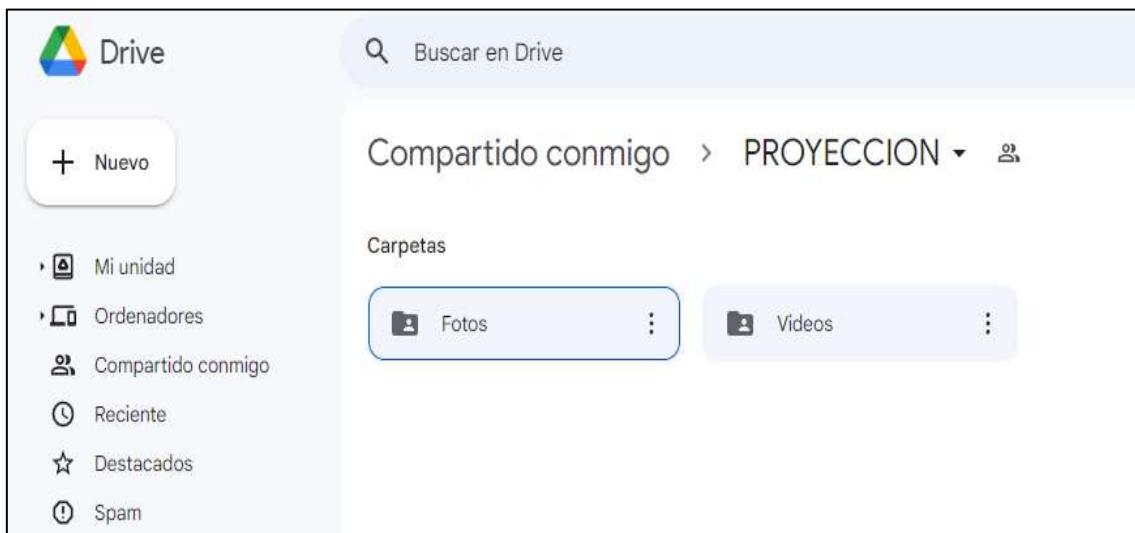 Drive
Buscar en Drive
Nuevo
Compartido conmigo > PROYECCION
Carpetas
Fotos
Videos
Mi unidad
Ordenadores
Compartido conmigo
Reciente
Destacados
Spam